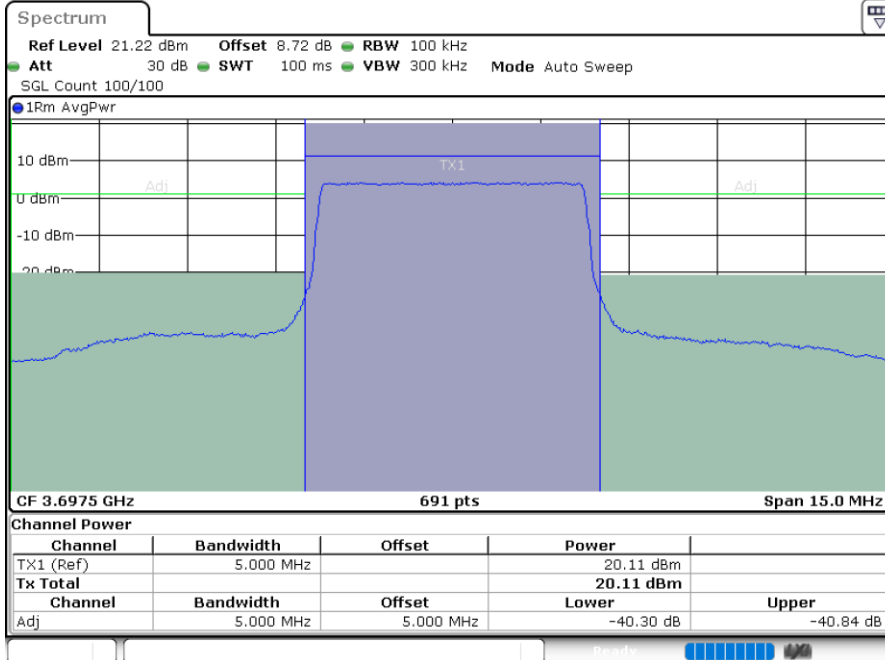 Spectrum
Ref Level 21.22 dBm Offset 8.72 dB RBW 100 kHz
Att 30 dB SWT 100 ms VBW 300 kHz Mode Auto Sweep
SGL Count 100/100
1Rm AvgPwr
10 dBm
TX1
Adj Adj
0 dBm
-10 dBm
-20 dBm
CF 3.6975 GHz 691 pts Span 15.0 MHz
Channel Power
Channel Bandwidth Offset Power
TX1 (Ref) 5.000 MHz 20.11 dBm
Tx Total 20.11 dBm
Channel Bandwidth Offset Lower Upper
Adj 5.000 MHz 5.000 MHz -40.30 dB -40.84 dB
Ready